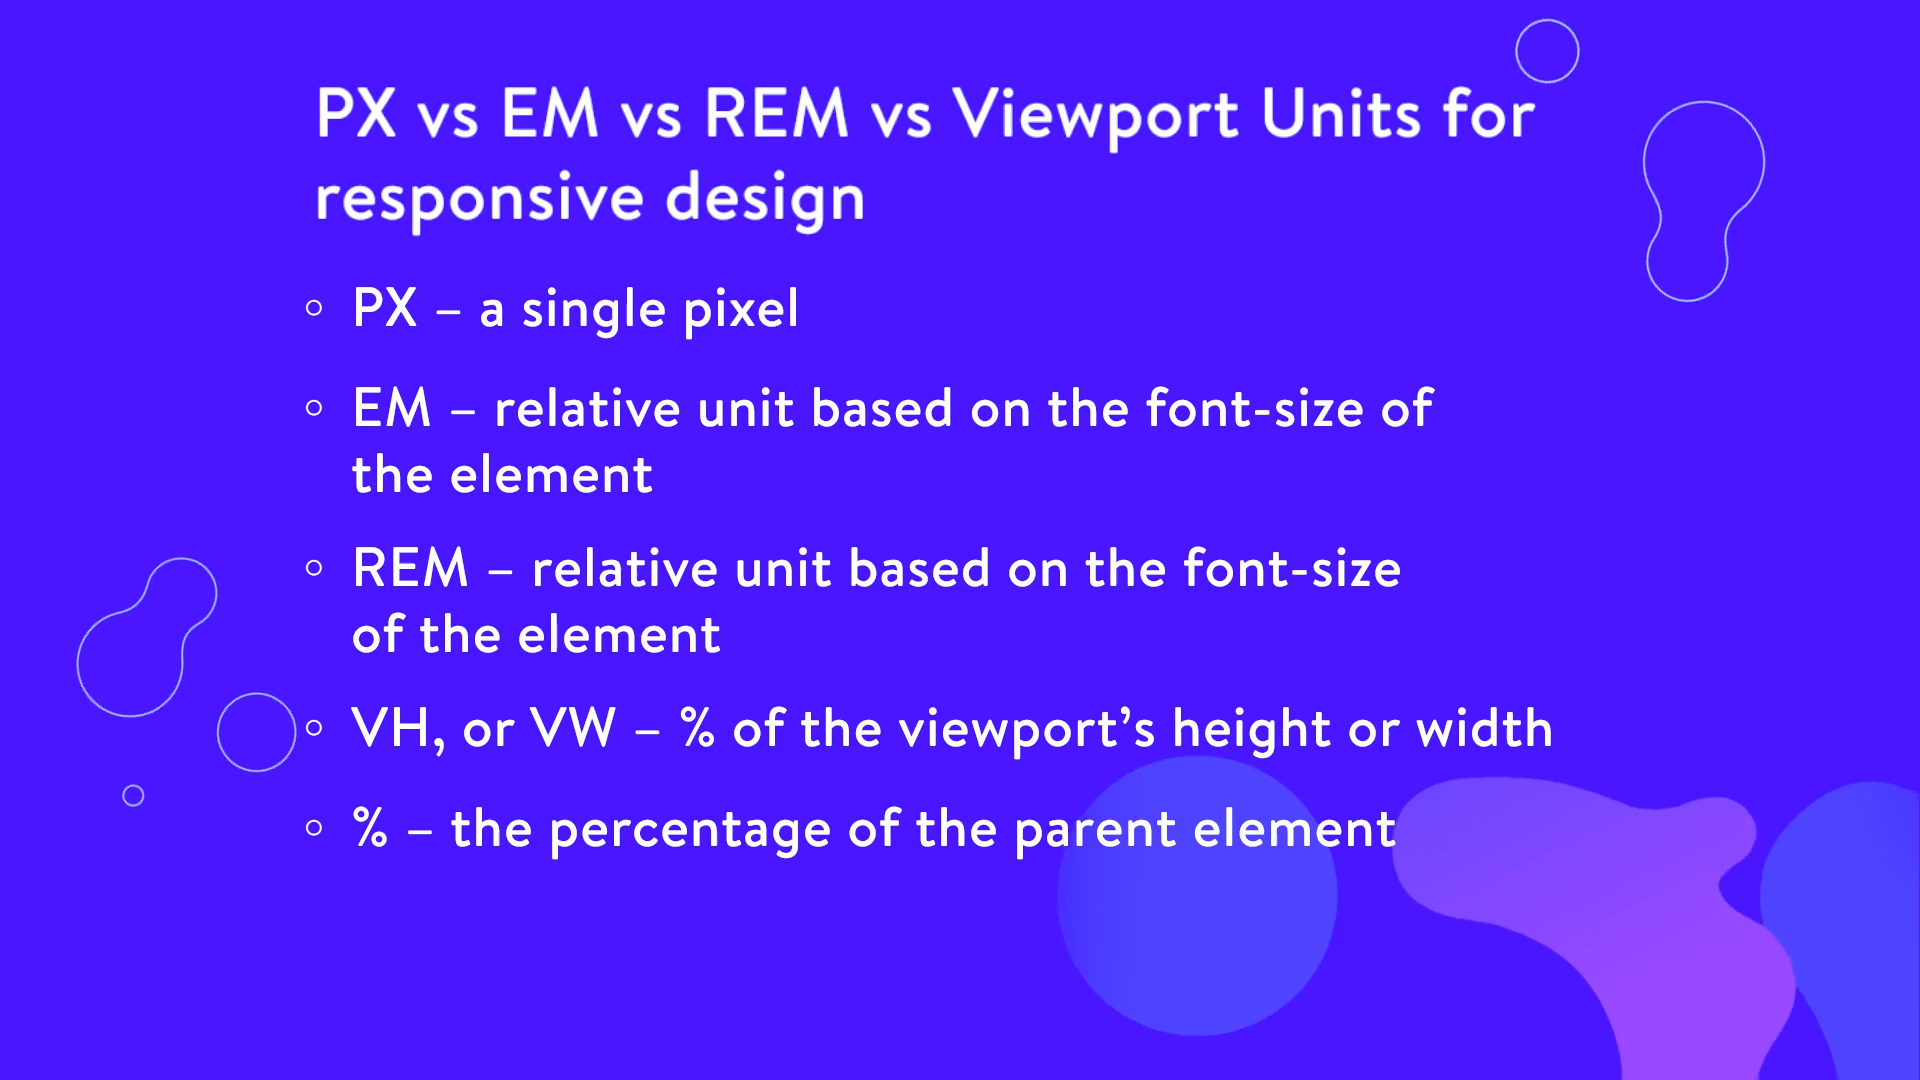 PX vs EM vs REM vs Viewport Units for
responsive design
PX – a single pixel
EM – relative unit based on the font-size of
the element
REM – relative unit based on the font-size
of the element
VH, or VW – % of the viewport’s height or width
% – the percentage of the parent element